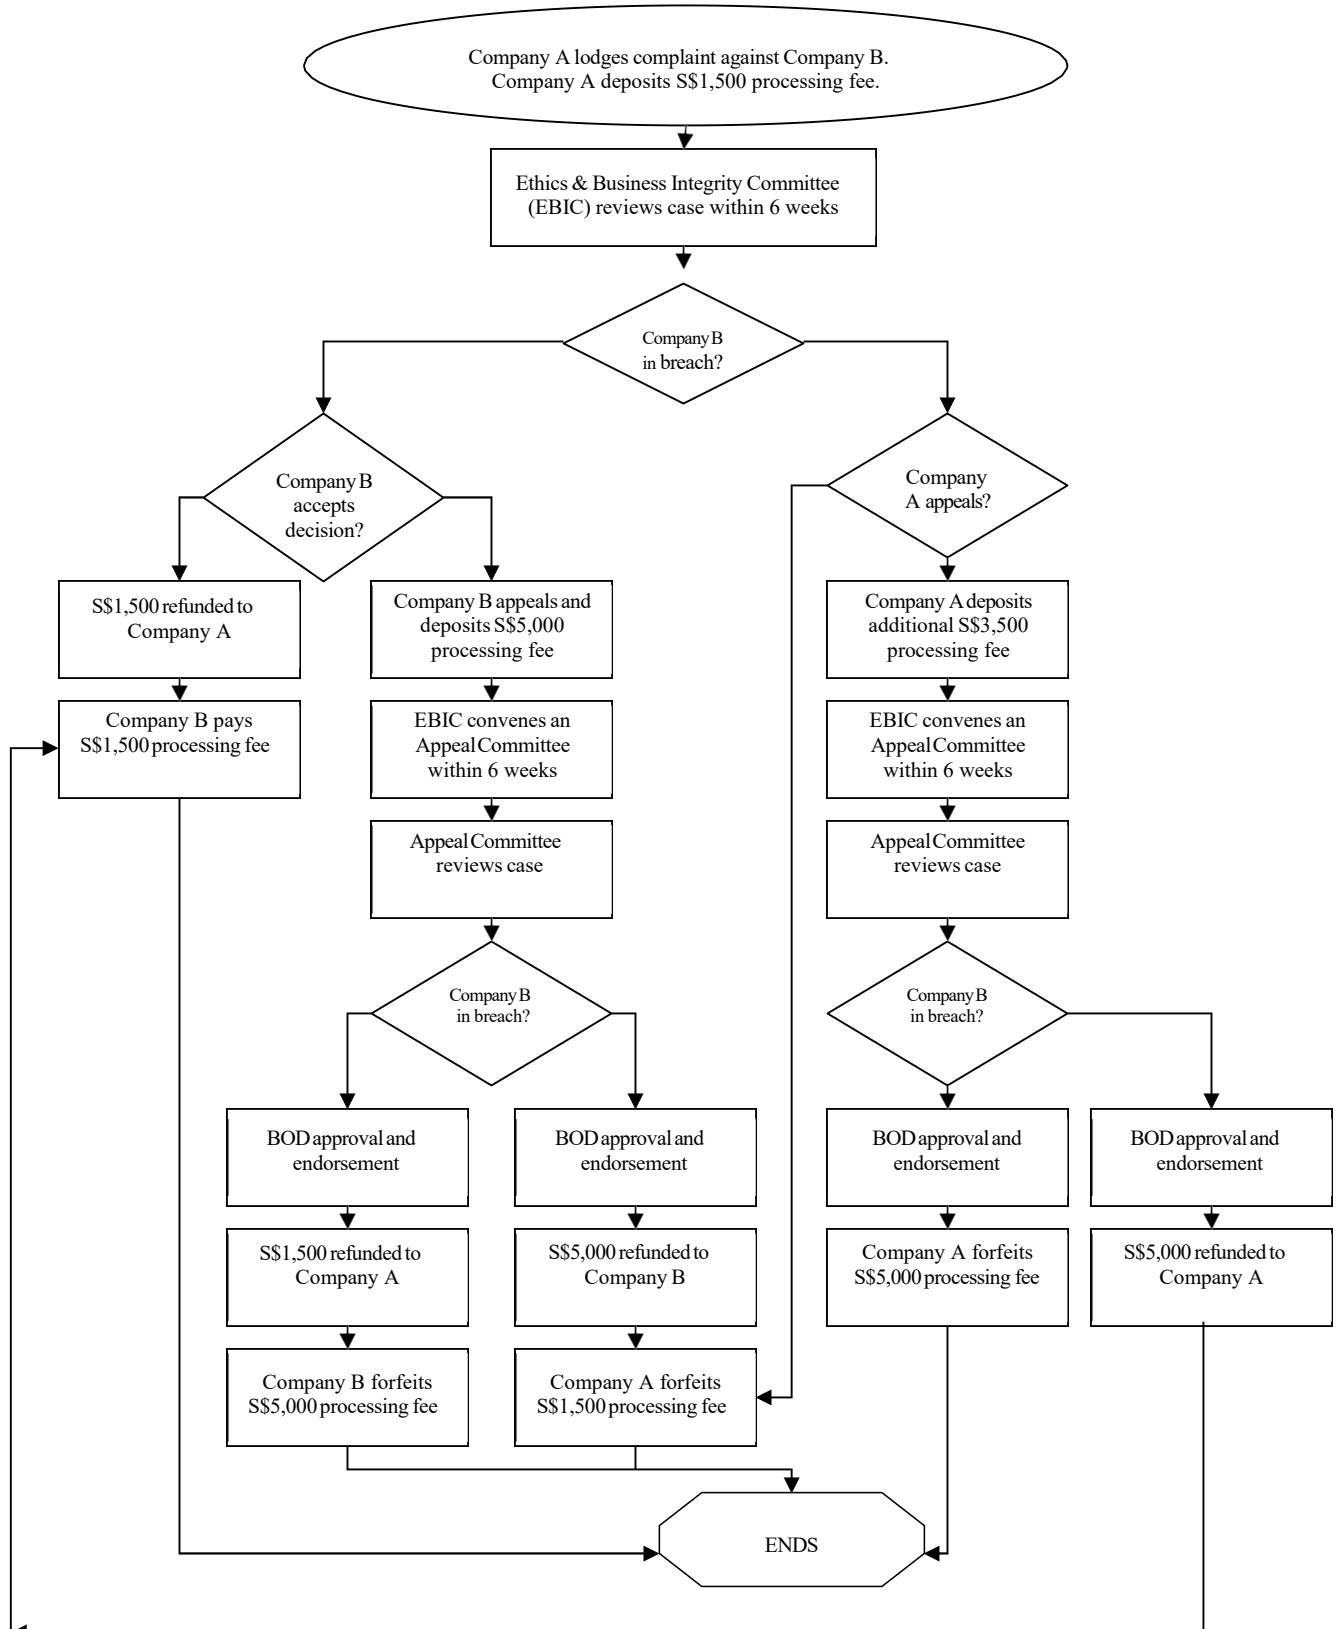 Company A lodges complaint against Company B.
Company A deposits S$1,500 processing fee.
Ethics & Business Integrity Committee
(EBIC) reviews case within 6 weeks
Company B
in breach?
Company B
accepts
decision?
Company
A appeals?
S$1,500 refunded to
Company A
Company B appeals and
deposits S$5,000
processing fee
Company A deposits
additional S$3,500
processing fee
Company B pays
S$1,500 processing fee
EBIC convenes an
Appeal Committee
within 6 weeks
EBIC convenes an
Appeal Committee
within 6 weeks
Appeal Committee
reviews case
Appeal Committee
reviews case
Company B
in breach?
Company B
in breach?
BOD approval and
endorsement
BOD approval and
endorsement
BOD approval and
endorsement
BOD approval and
endorsement
S$1,500 refunded to
Company A
S$5,000 refunded to
Company B
Company A forfeits
S$5,000 processing fee
S$5,000 refunded to
Company A
Company B forfeits
S$5,000 processing fee
Company A forfeits
S$1,500 processing fee
ENDS